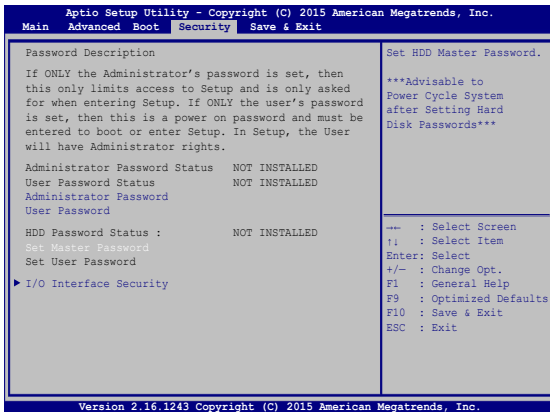 Aptio Setup Utility - Copyright (C) 2015 American Megatrends, Inc.
Main Advanced Boot Security Save & Exit
Password Description
If ONLY the Administrator's password is set, then
this only limits access to Setup and is only asked
for when entering Setup. If ONLY the user's password
is set, then this is a power on password and must be
entered to boot or enter Setup. In Setup, the User
will have Administrator rights.
Administrator Password Status NOT INSTALLED
User Password Status NOT INSTALLED
Administrator Password
User Password
HDD Password Status : NOT INSTALLED
Set Master Password
Set User Password
▶ I/O Interface Security
Set HDD Master Password.
***Advisable to
Power Cycle System
after Setting Hard
Disk Passwords***
→← : Select Screen
↑↓ : Select Item
Enter: Select
+/— : Change Opt.
F1 : General Help
F9 : Optimized Defaults
F10 : Save & Exit
ESC : Exit
Version 2.16.1243 Copyright (C) 2015 American Megatrends, Inc.